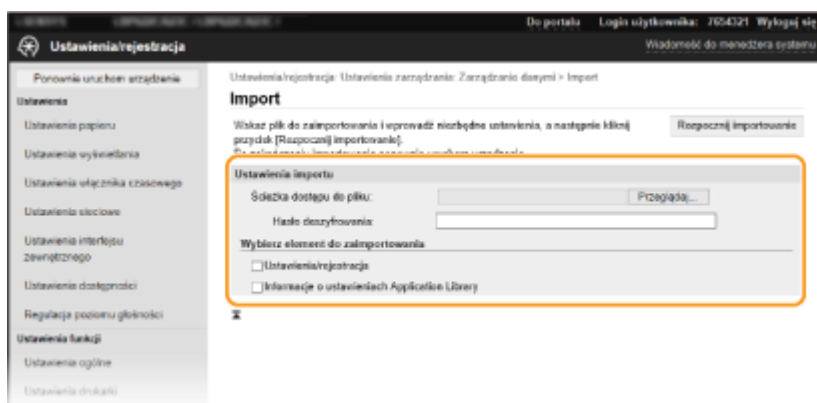 Do portalu Login użytkownika: 7654321 Wyloguj się
Ustawienia/rejestracja
Wiadomość do menedżera systemu
Ponownie uruchom urządzenie
Ustawienia
Ustawienia papieru
Ustawienia wyświetlania
Ustawienia włącznika czasowego
Ustawienia sieciowe
Ustawienia interfejsu
zewnętrznego
Ustawienia dostępności
Regulacja poziomu głośności
Ustawienia funkcji
Ustawienia ogólne
Ustawienia drukarki
Ustawienia/rejestracja: Ustawienia zarządzania: Zarządzanie danymi > Import
Import
Wskaż plik do zaimportowania i wprowadź niezbędne ustawienia, a następnie kliknij
przycisk [Rozpocznij importowanie].
Rozpocznij importowanie
Ustawienia importu
Ścieżka dostępu do pliku:
Przeglądaj...
Hasło deszyfrowania:
Wybierz element do zaimportowania
Ustawienia/rejestracja
Informacje o ustawieniach Application Library